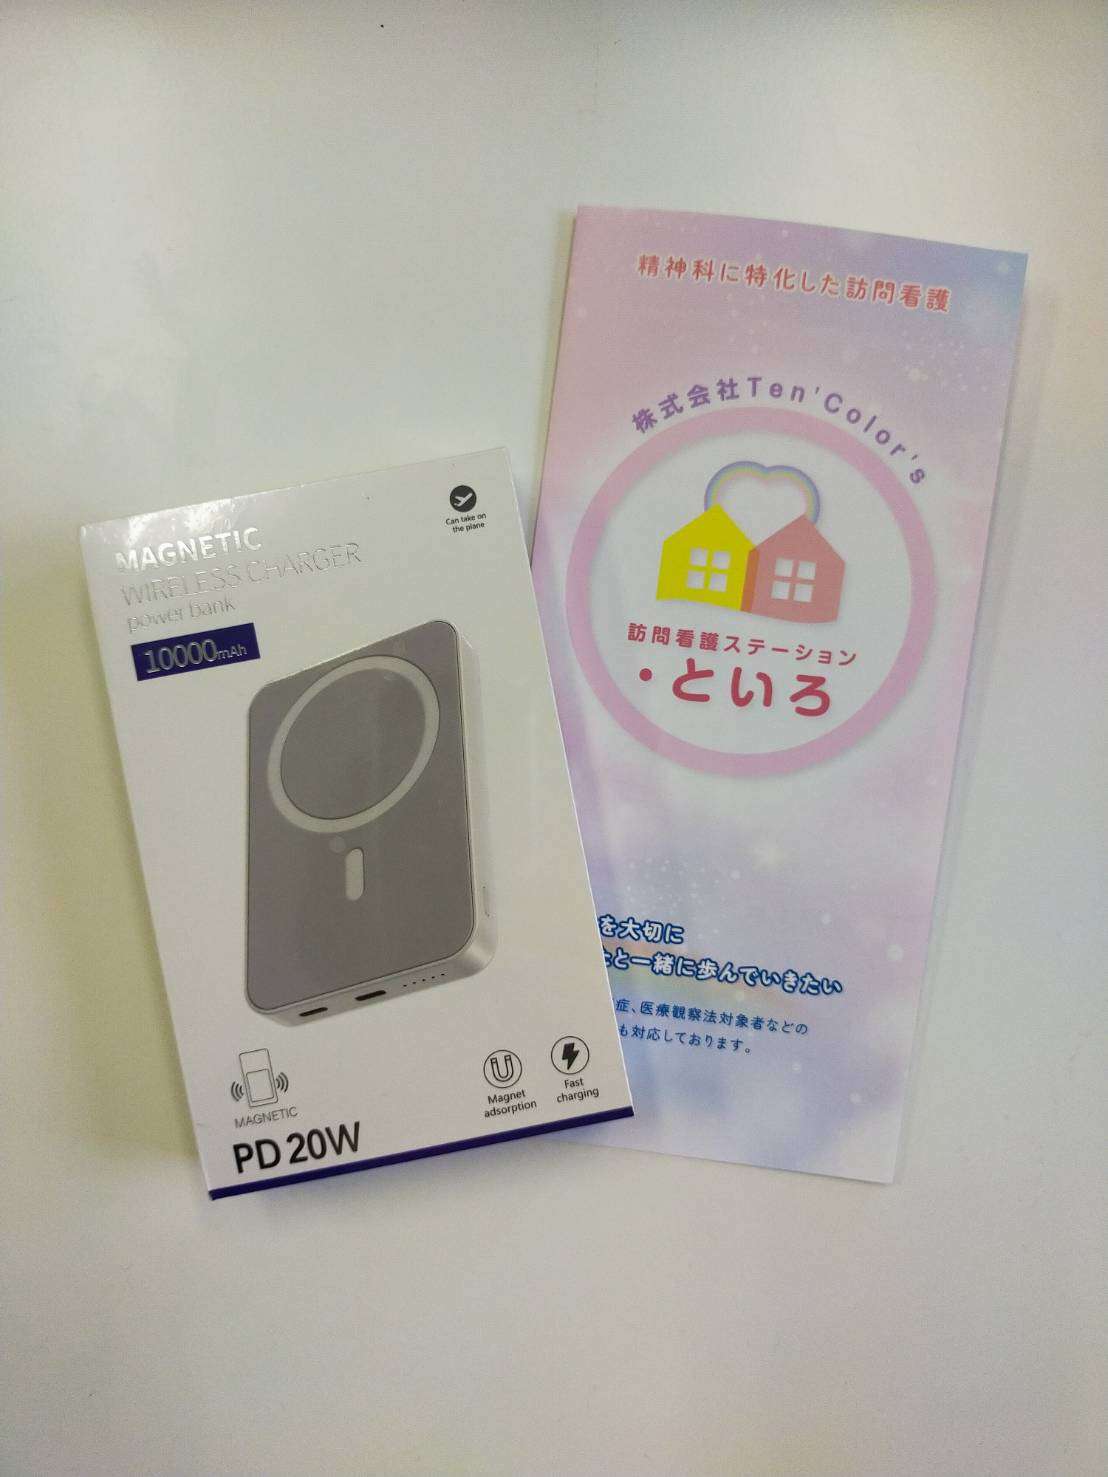 MAGNETIC
WIRELESS CHARGER
power bank
10000mAh
Can take on
the plane
MAGNETIC
PD 20W
Magnet
adsorption
Fast
charging
精神科に特化した訪問看護
株式会社Ten'Color's
訪問看護ステーション
・といろ
を大切に
と一緒に歩んでいきたい
症、医療観察法対象者などの
も対応しております。